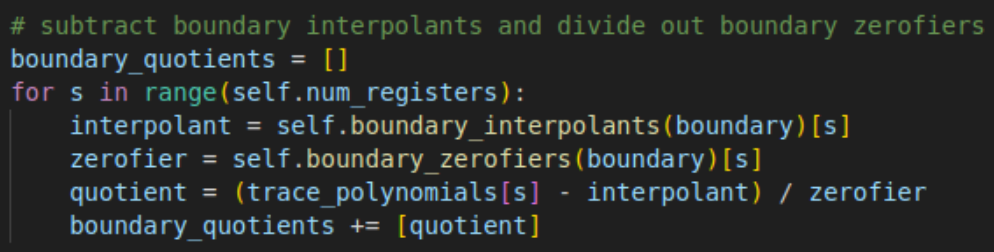 # subtract boundary interpolants and divide out boundary zerofiers
boundary_quotients = []
for s in range(self.num_registers):
    interpolant = self.boundary_interpolants(boundary)[s]
    zerofier = self.boundary_zerofiers(boundary)[s]
    quotient = (trace_polynomials[s] - interpolant) / zerofier
    boundary_quotients += [quotient]